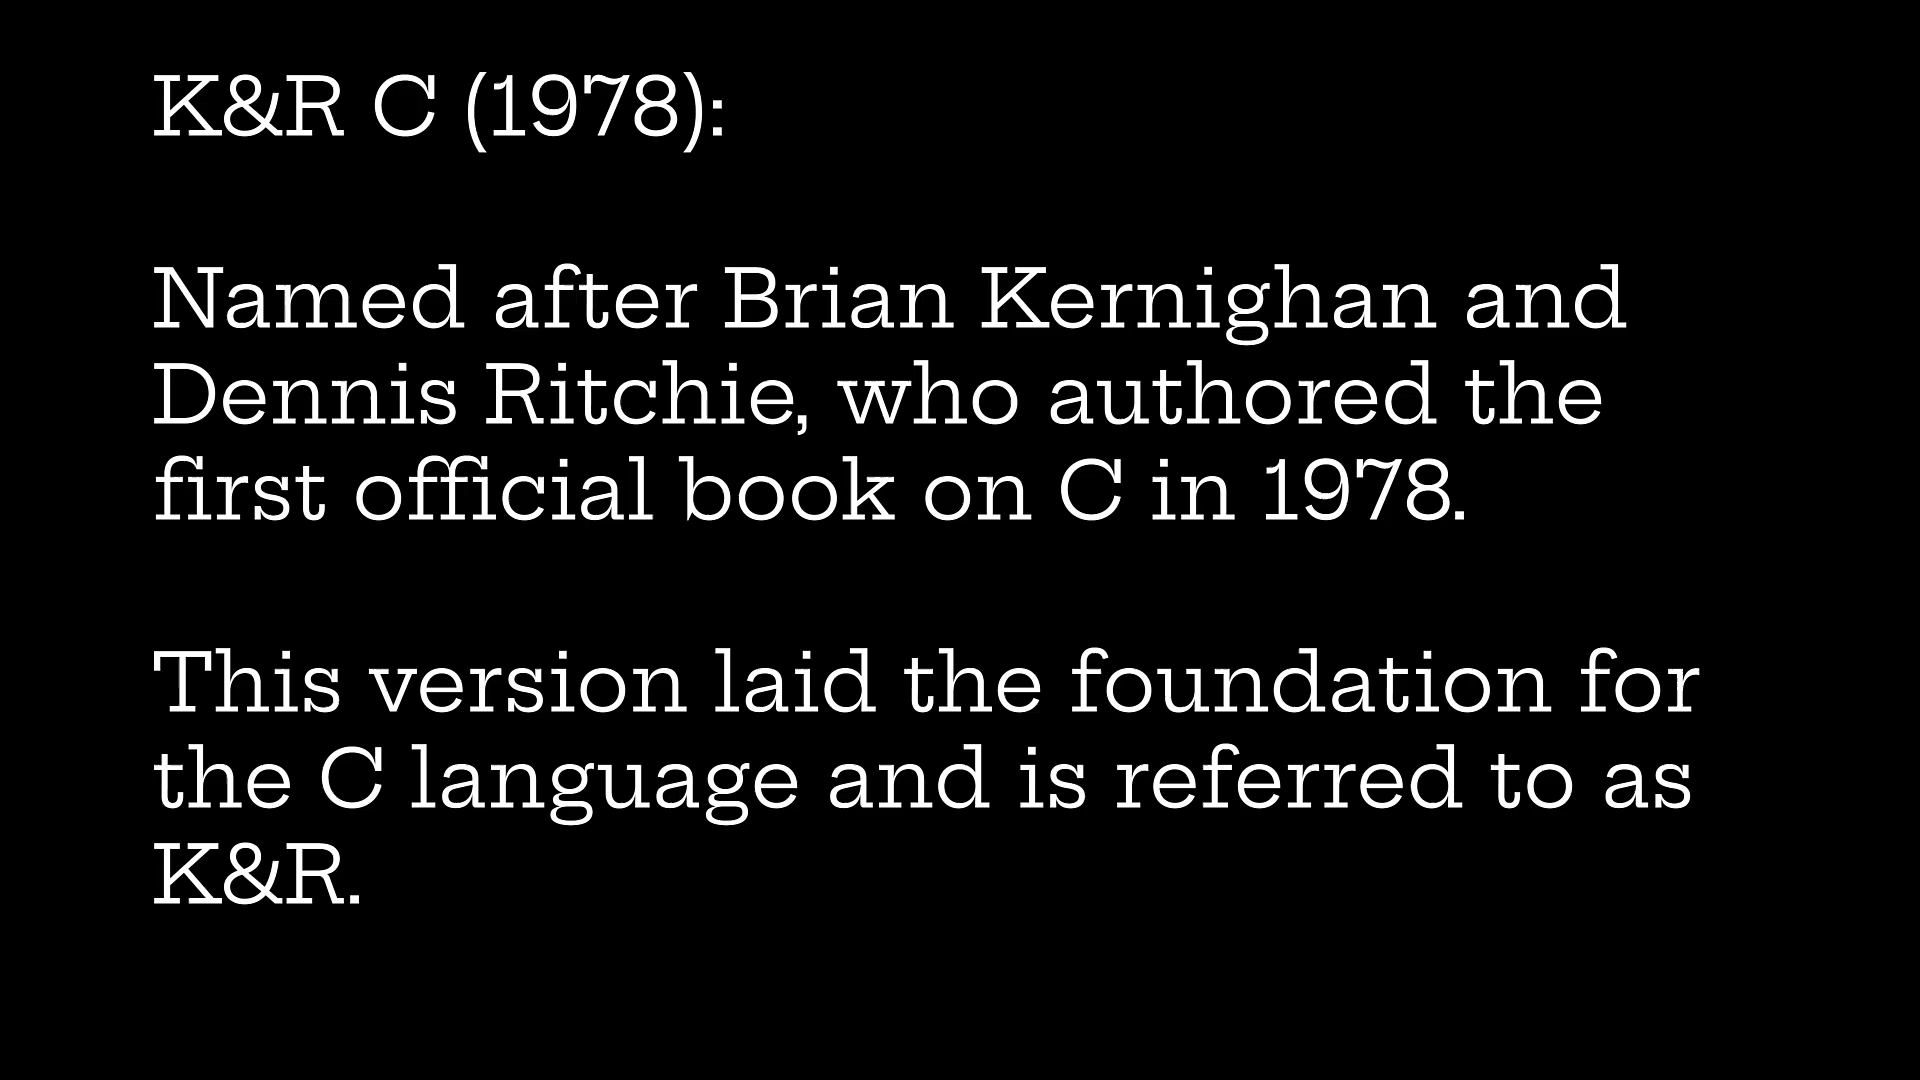 K&R C (1978):
Named after Brian Kernighan and
Dennis Ritchie, who authored the
first official book on C in 1978.
This version laid the foundation for
the C language and is referred to as
K&R.